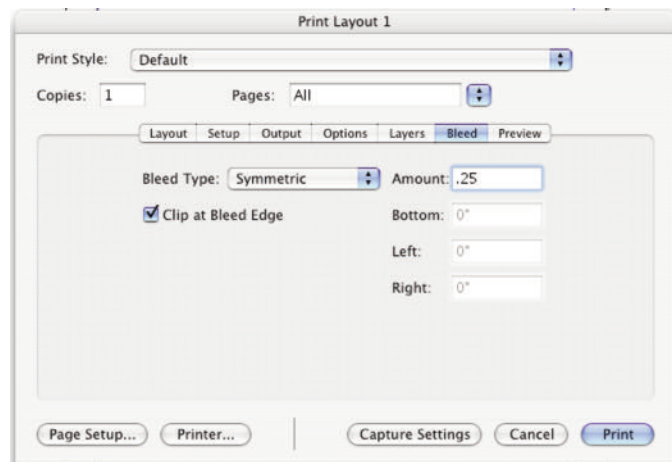 Print Layout 1
Print Style: Default
Copies: 1 Pages: All
Layout Setup Output Options Layers Bleed Preview
Bleed Type: Symmetric Amount: .25
Clip at Bleed Edge Bottom: 0"
Left: 0"
Right: 0"
Page Setup... Printer... Capture Settings Cancel Print